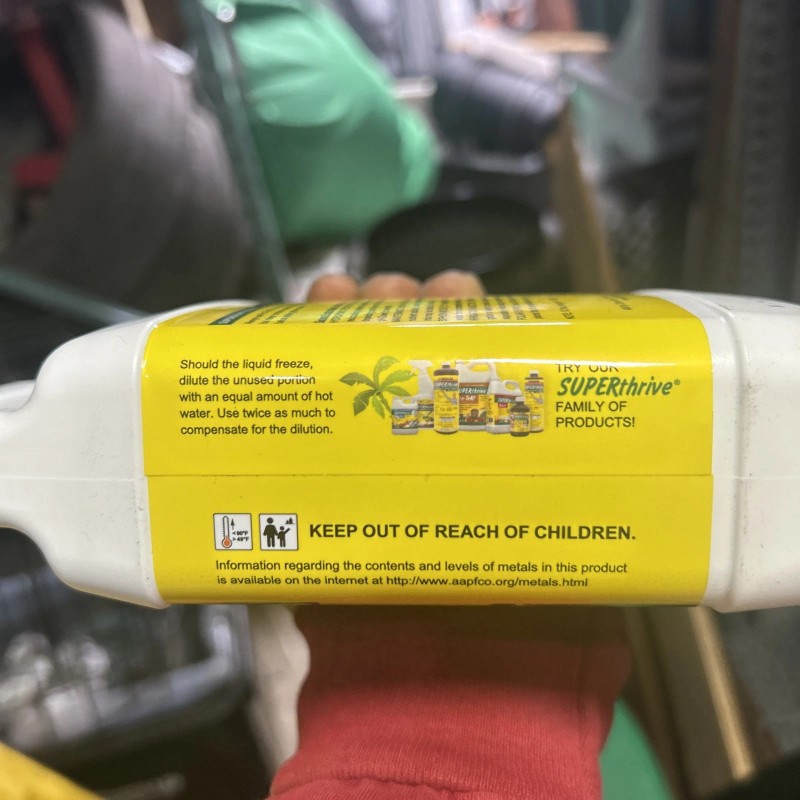 Should the liquid freeze,
dilute the unused portion
with an equal amount of hot
water. Use twice as much to
compensate for the dilution.
TRY OUR
SUPERthrive®
FAMILY OF
PRODUCTS!
<90°F
>40°F
KEEP OUT OF REACH OF CHILDREN.
Information regarding the contents and levels of metals in this product
is available on the internet at http://www.aapfco.org/metals.html